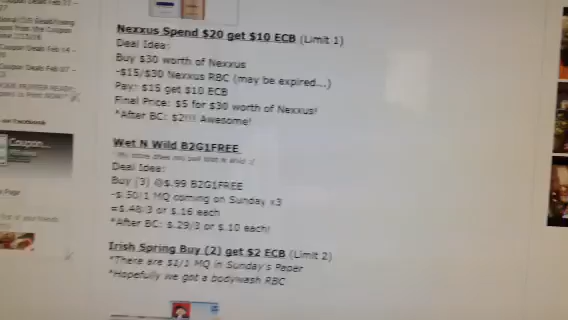 Nexxus Spend $20 get $10 ECB (Limit 1)
Deal Idea:
Buy $30 worth of Nexxus
-$15/$30 Nexxus RBC (may be expired...)
Pay: $15 get $10 ECB
Final Price: $5 for $30 worth of Nexxus!
*After BC: $2!!! Awesome!
Wet N Wild B2G1FREE
Deal Idea:
Buy (3) @$.99 B2G1FREE
-$.50/1 MQ coming on Sunday x3
=$.48/3 or $.16 each
*After BC: $.29/3 or $.10 each!
Irish Spring Buy (2) get $2 ECB (Limit 2)
*There are $1/1 MQ in Sunday's Paper
*Hopefully we got a bodywash RBC